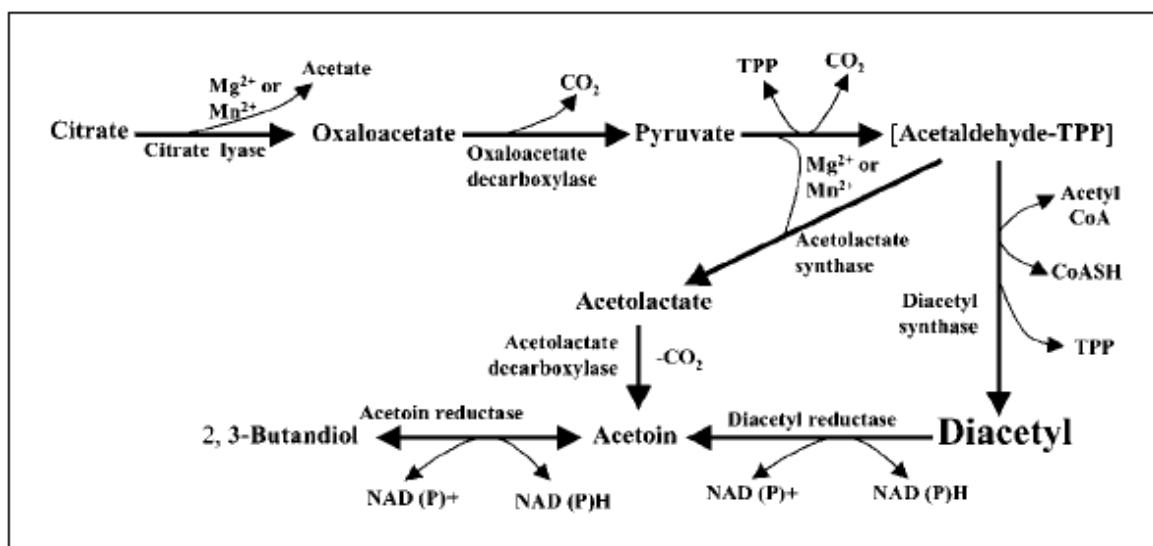 Acetate
Mg²⁺ or
Mn²⁺
Citrate
Citrate lyase
CO₂
Oxaloacetate
Oxaloacetate
decarboxylase
TPP
CO₂
Pyruvate
[Acetaldehyde-TPP]
Mg²⁺ or
Mn²⁺
Acetolactate
synthase
Acetyl
CoA
CoASH
Diacetyl
synthase
TPP
Acetolactate
Acetolactate
decarboxylase
-CO₂
Acetoin reductase
Diacetyl reductase
2, 3-Butandiol
Acetoin
Diacetyl
NAD (P)+
NAD (P)H
NAD (P)+
NAD (P)H